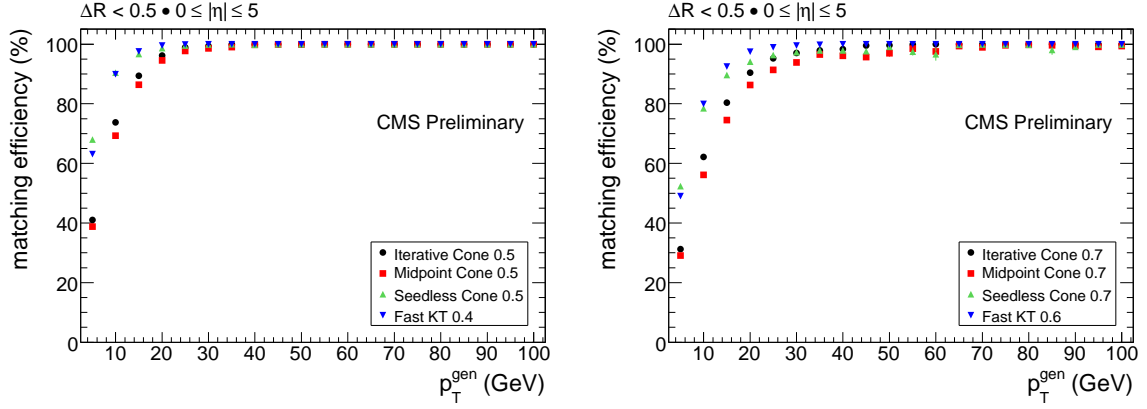 ΔR < 0.5 ● 0 ≤ |η| ≤ 5
matching efficiency (%)
100
80
60
40
20
0
CMS Preliminary
Iterative Cone 0.5
Midpoint Cone 0.5
Seedless Cone 0.5
Fast KT 0.4
10 20 30 40 50 60 70 80 90 100
p_T^gen (GeV)
ΔR < 0.5 ● 0 ≤ |η| ≤ 5
matching efficiency (%)
100
80
60
40
20
0
CMS Preliminary
Iterative Cone 0.7
Midpoint Cone 0.7
Seedless Cone 0.7
Fast KT 0.6
10 20 30 40 50 60 70 80 90 100
p_T^gen (GeV)